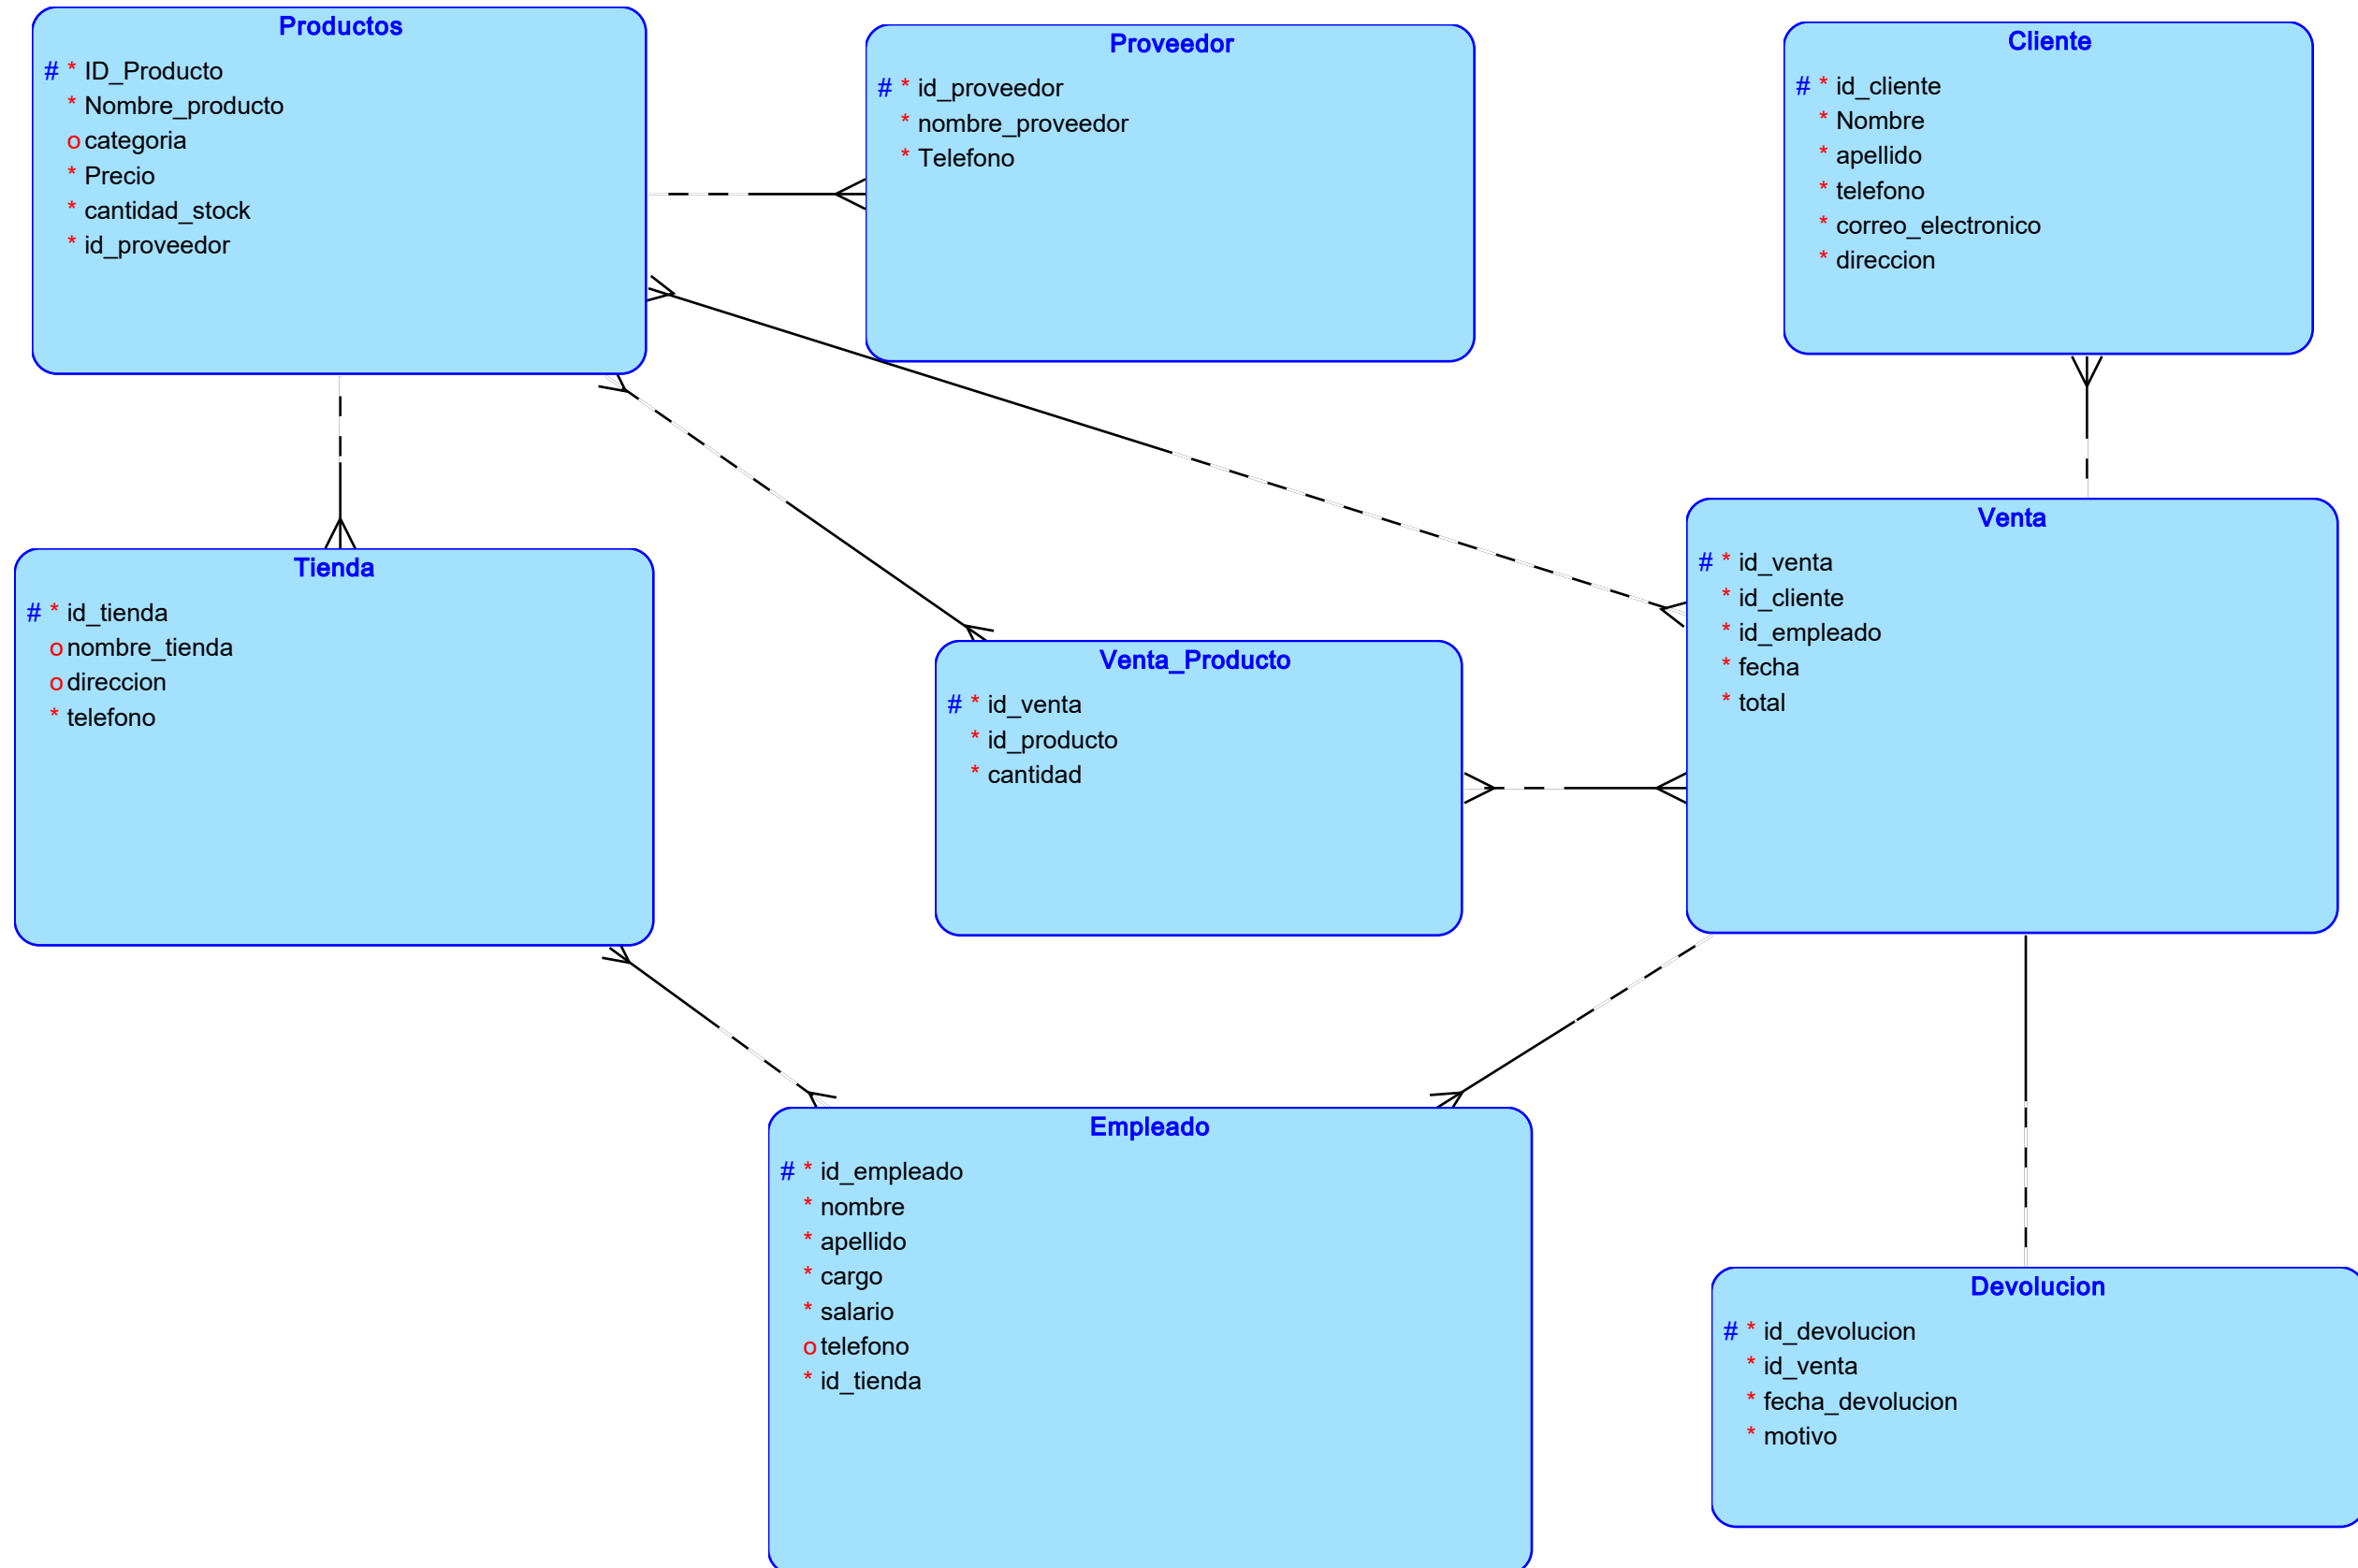 Productos
# * ID_Producto
* Nombre_producto
o categoria
* Precio
* cantidad_stock
* id_proveedor
Proveedor
# * id_proveedor
* nombre_proveedor
* Telefono
Cliente
# * id_cliente
* Nombre
* apellido
* telefono
* correo_electronico
* direccion
Tienda
# * id_tienda
o nombre_tienda
o direccion
* telefono
Venta_Producto
# * id_venta
* id_producto
* cantidad
Venta
# * id_venta
* id_cliente
* id_empleado
* fecha
* total
Empleado
# * id_empleado
* nombre
* apellido
* cargo
* salario
o telefono
* id_tienda
Devolucion
# * id_devolucion
* id_venta
* fecha_devolucion
* motivo